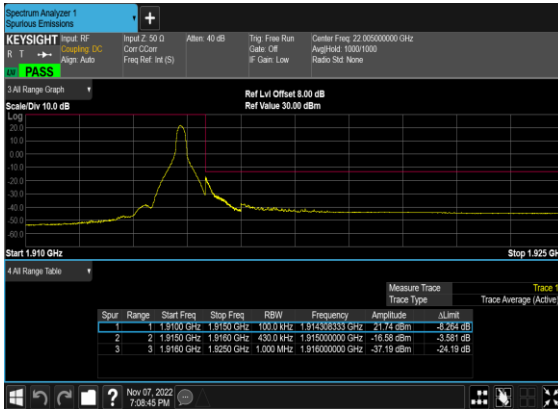 Spectrum Analyzer 1
Spurious Emissions
+
KEYSIGHT Input: RF Input Z: 50 Ω Atten: 40 dB Trig: Free Run Center Freq: 22.005000000 GHz
R T Coupling: DC Corr CCorr Gate: Off Avg|Hold: 1000/1000
Align: Auto Freq Ref: Int (S) IF Gain: Low Radio Std: None
PASS
3 All Range Graph
Scale/Div 10.0 dB Ref Lvl Offset 8.00 dB
Ref Value 30.00 dBm
Log
20.0
10.0
0.00
-10.0
-20.0
-30.0
-40.0
-50.0
-60.0
Start 1.910 GHz Stop 1.925 GH
4 All Range Table
Measure Trace Trace 1
Trace Type Trace Average (Active)
Spur Range Start Freq Stop Freq RBW Frequency Amplitude ΔLimit
1 1 1.9100 GHz 1.9150 GHz 100.0 kHz 1.914308333 GHz 21.74 dBm -8.264 dB
2 2 1.9150 GHz 1.9160 GHz 430.0 kHz 1.915000000 GHz -16.58 dBm -3.581 dB
3 3 1.9160 GHz 1.9250 GHz 1.000 MHz 1.916000000 GHz -37.19 dBm -24.19 dB
? Nov 07, 2022
7:08:45 PM